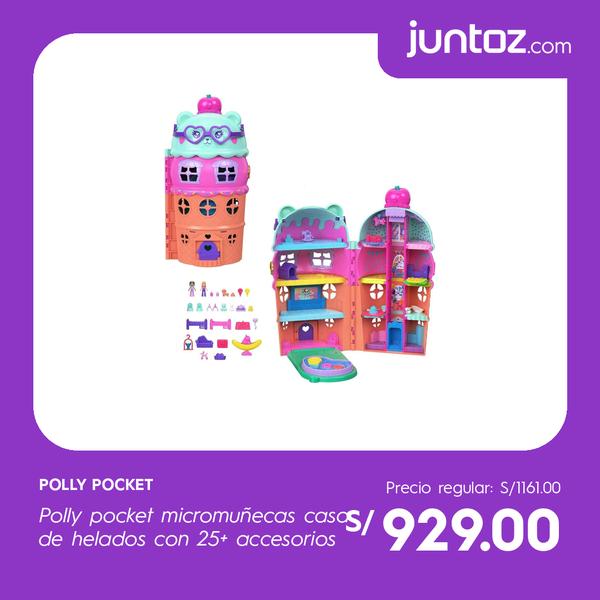 juntoz.com
POLLY POCKET
Polly pocket micromuñecas casa
de helados con 25+ accesorios
Precio regular: S/1161.00
S/ 929.00